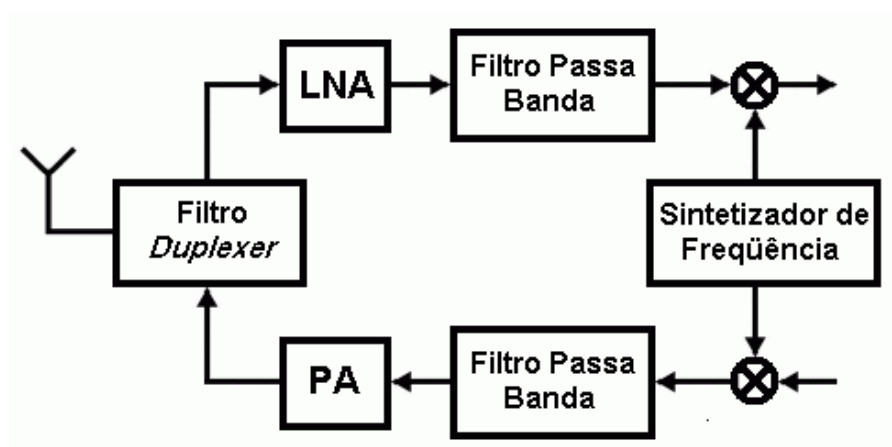 LNA
Filtro Passa
Banda
Filtro
Duplexer
Sintetizador de
Freqüência
PA
Filtro Passa
Banda